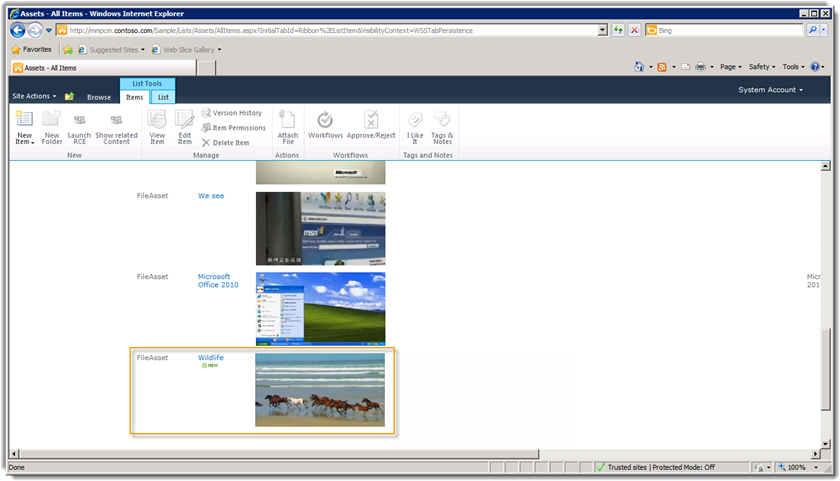 Assets - All Items - Windows Internet Explorer
http://mmpcm.contoso.com/Sample/Lists/Assets/AllItems.aspx?InitialTabId=Ribbon%2EListItem&VisibilityContext=WSSTabPersistence
Bing
Favorites
Suggested Sites
Web Slice Gallery
Assets - All Items
Page
Safety
Tools
List Tools
System Account
Site Actions
Browse
Items
List
New Item
New Folder
Launch RCE
Show related Content
New
View Item
Edit Item
Version History
Item Permissions
Delete Item
Manage
Attach File
Actions
Workflows
Approve/Reject
Workflows
I Like It
Tags & Notes
Tags and Notes
Microsoft
FileAsset
We see
msn
FileAsset
Microsoft
Office 2010
Micr
201
FileAsset
Wildlife
NEW
Done
Trusted sites | Protected Mode: Off
100%